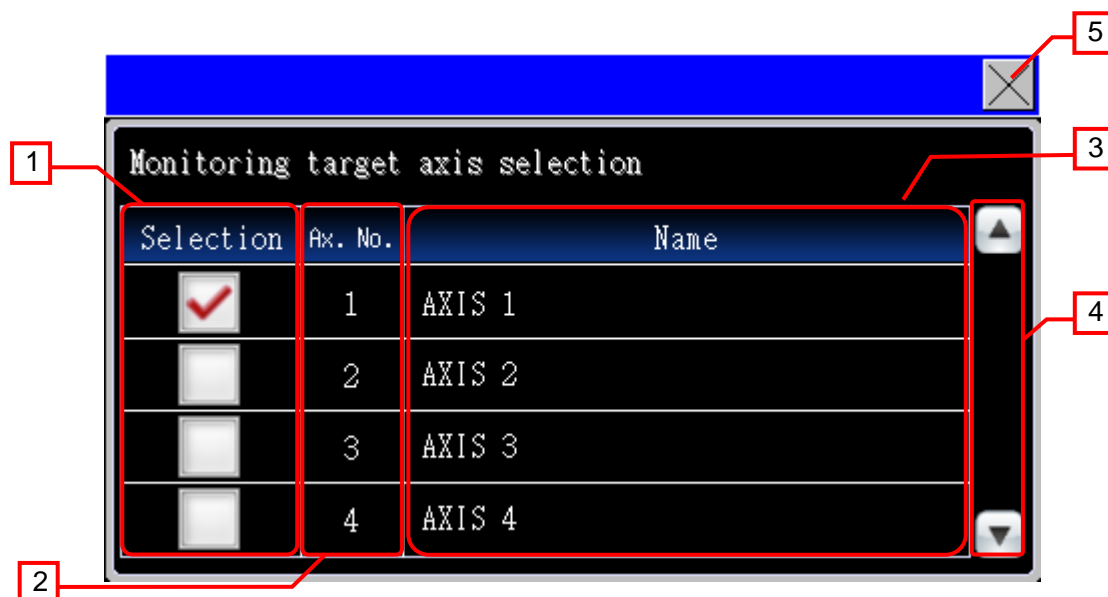 5
1
Monitoring target axis selection
3
Selection Ax. No. Name
1 AXIS 1
4
2 AXIS 2
3 AXIS 3
4 AXIS 4
2